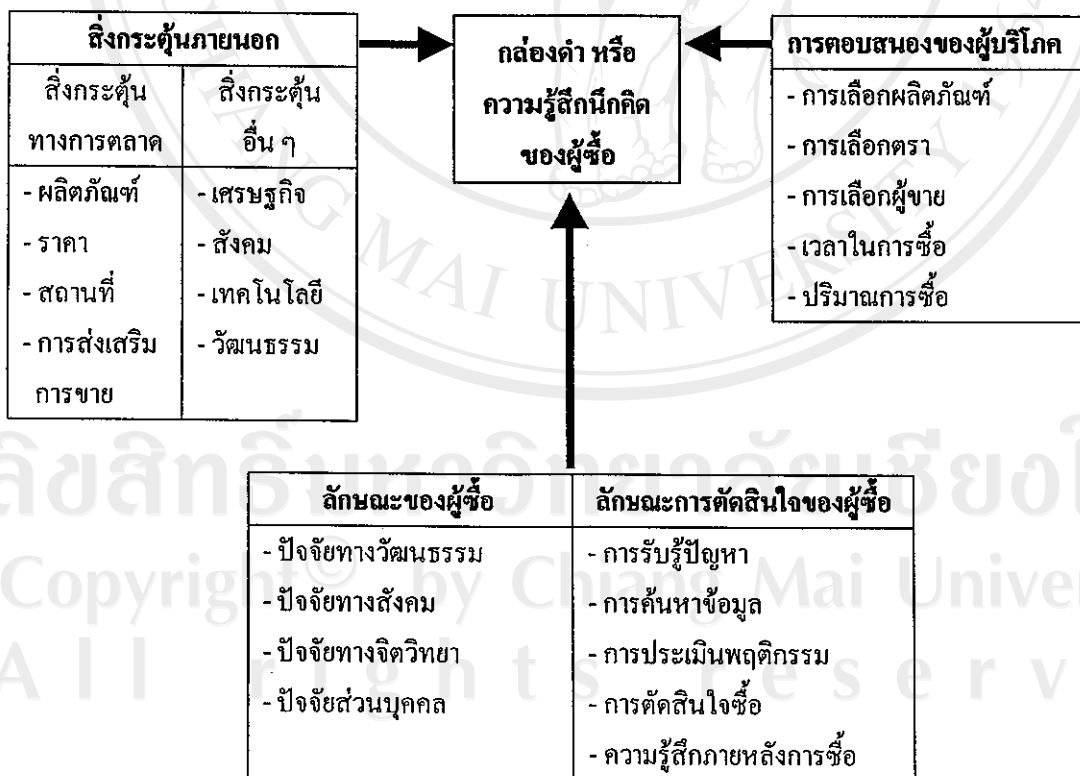 สิ่งกระตุ้นภายนอก
สิ่งกระตุ้น
ทางการตลาด
สิ่งกระตุ้น
อื่น ๆ
- ผลิตภัณฑ์
- ราคา
- สถานที่
- การส่งเสริม
การขาย
- เศรษฐกิจ
- สังคม
- เทคโนโลยี
- วัฒนธรรม
กล่องดำ หรือ
ความรู้สึกนึกคิด
ของผู้ซื้อ
การตอบสนองของผู้บริโภค
- การเลือกผลิตภัณฑ์
- การเลือกตรา
- การเลือกผู้ขาย
- เวลาในการซื้อ
- ปริมาณการซื้อ
ลักษณะของผู้ซื้อ
- ปัจจัยทางวัฒนธรรม
- ปัจจัยทางสังคม
- ปัจจัยทางจิตวิทยา
- ปัจจัยส่วนบุคคล
ลักษณะการตัดสินใจของผู้ซื้อ
- การรับรู้ปัญหา
- การค้นหาข้อมูล
- การประเมินพฤติกรรม
- การตัดสินใจซื้อ
- ความรู้สึกภายหลังการซื้อ
MAI UNIVERSITY
Copyright© by Chiang Mai
All rights